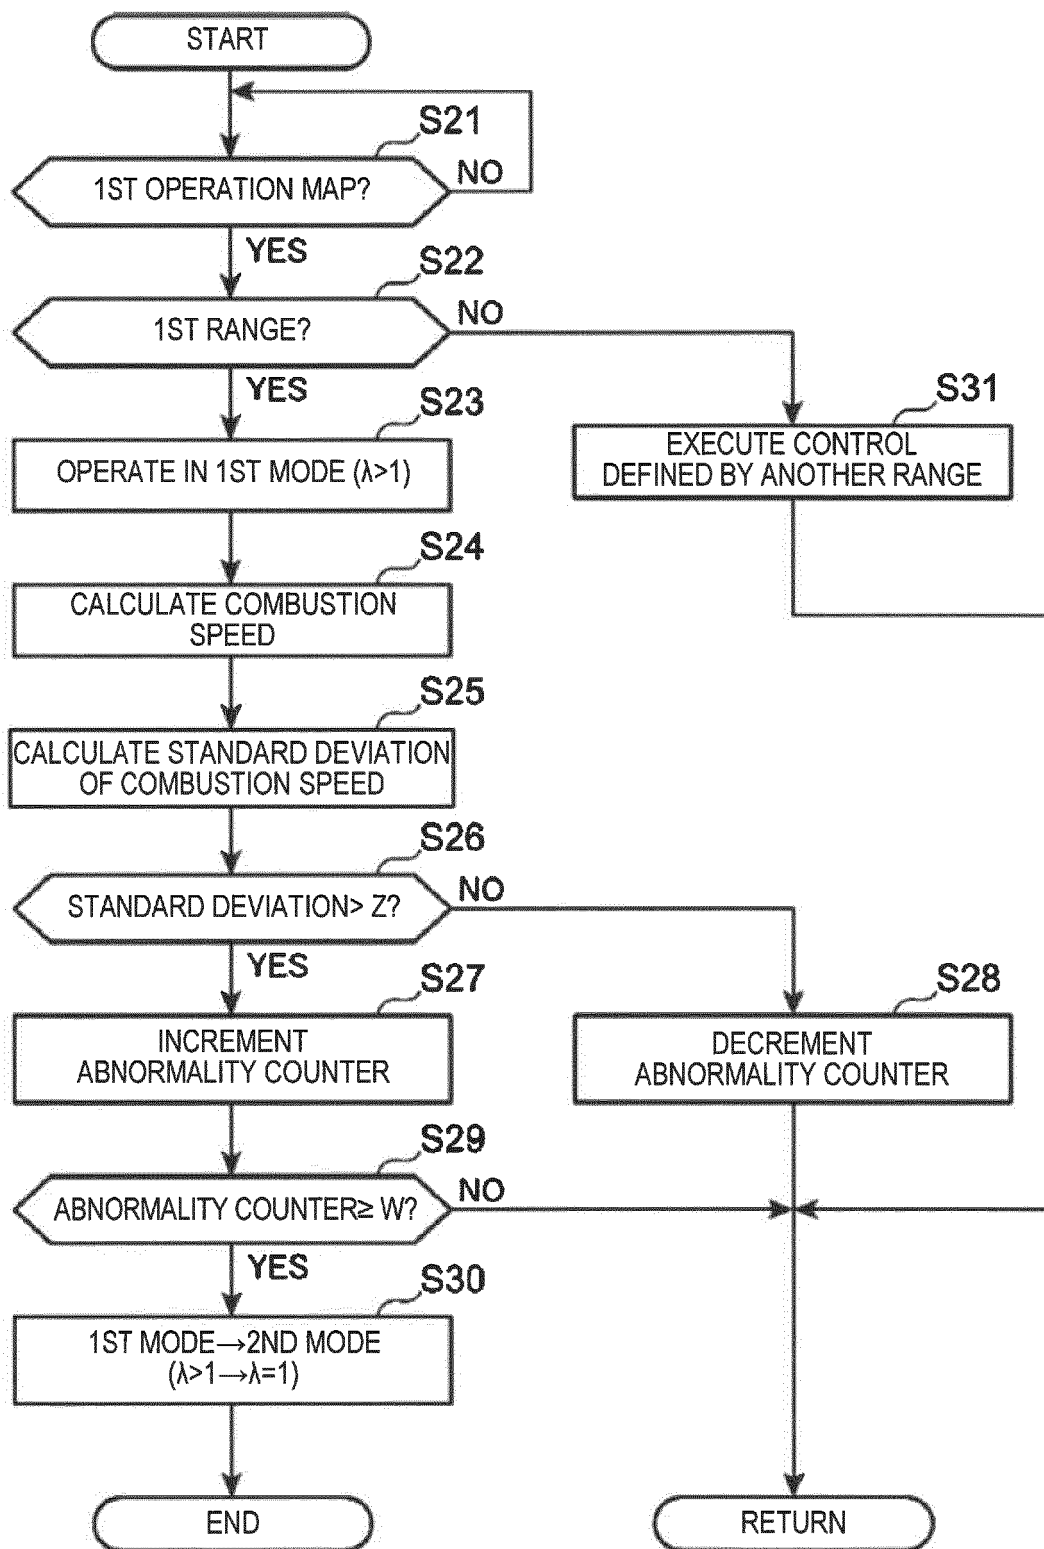 START
S21
1ST OPERATION MAP?
NO
YES
S22
1ST RANGE?
NO
YES
S23
OPERATE IN 1ST MODE (λ>1)
S31
EXECUTE CONTROL
DEFINED BY ANOTHER RANGE
S24
CALCULATE COMBUSTION
SPEED
S25
CALCULATE STANDARD DEVIATION
OF COMBUSTION SPEED
S26
STANDARD DEVIATION> Z?
NO
YES
S27
INCREMENT
ABNORMALITY COUNTER
S28
DECREMENT
ABNORMALITY COUNTER
S29
ABNORMALITY COUNTER≥ W?
NO
YES
S30
1ST MODE→2ND MODE
(λ>1→λ=1)
END
RETURN